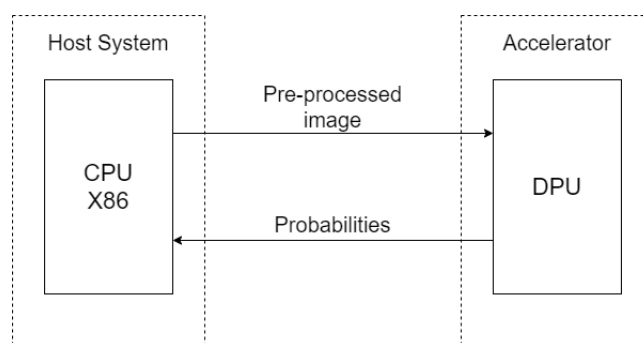 Host System
Accelerator
Pre-processed
image
CPU
X86
DPU
Probabilities